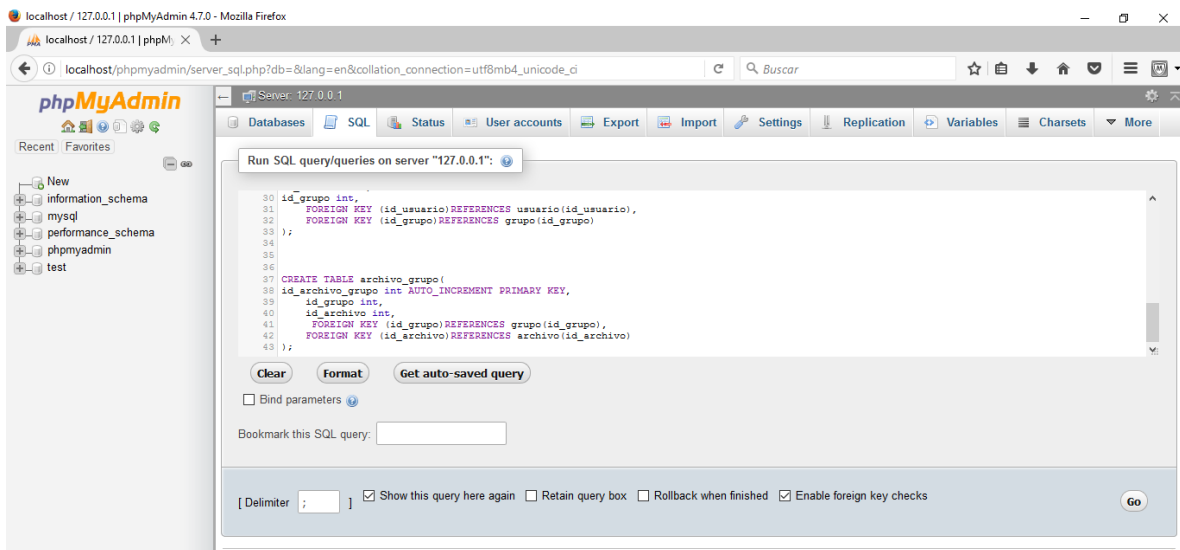 localhost / 127.0.0.1 | phpMyAdmin 4.7.0 - Mozilla Firefox
localhost / 127.0.0.1 | phpM
localhost/phpmyadmin/server_sql.php?db=&lang=en&collation_connection=utf8mb4_unicode_ci
Buscar
phpMyAdmin
Recent Favorites
New
information_schema
mysql
performance_schema
phpmyadmin
test
Server: 127.0.0.1
Databases SQL Status User accounts Export Import Settings Replication Variables Charsets More
Run SQL query/queries on server "127.0.0.1":
30 id_grupo int,
31 FOREIGN KEY (id_usuario)REFERENCES usuario(id_usuario),
32 FOREIGN KEY (id_grupo)REFERENCES grupo(id_grupo)
33 );
34
35
36
37 CREATE TABLE archivo_grupo(
38 id_archivo_grupo int AUTO_INCREMENT PRIMARY KEY,
39 id_grupo int,
40 id_archivo int,
41 FOREIGN KEY (id_grupo)REFERENCES grupo(id_grupo),
42 FOREIGN KEY (id_archivo)REFERENCES archivo(id_archivo)
43 );
Clear Format Get auto-saved query
Bind parameters
Bookmark this SQL query:
[ Delimiter ; ] Show this query here again Retain query box Rollback when finished Enable foreign key checks
Go